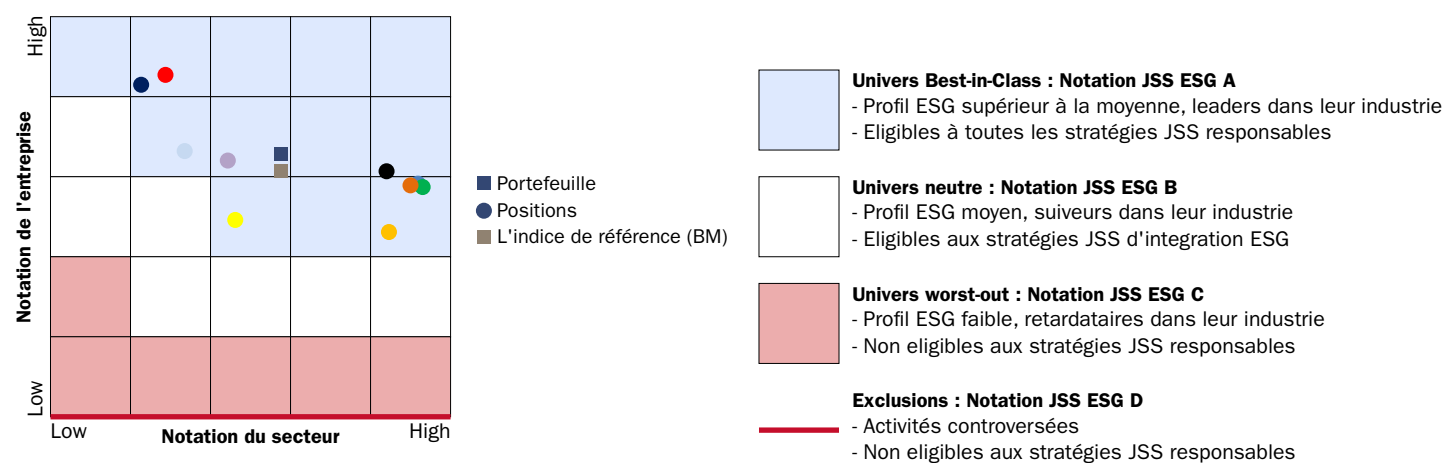 High
Notation de l'entreprise
Low
Low
Notation du secteur
High
Portefeuille
Positions
L'indice de référence (BM)
Univers Best-in-Class : Notation JSS ESG A
- Profil ESG supérieur à la moyenne, leaders dans leur industrie
- Eligibles à toutes les stratégies JSS responsables
Univers neutre : Notation JSS ESG B
- Profil ESG moyen, suiveurs dans leur industrie
- Eligibles aux stratégies JSS d'integration ESG
Univers worst-out : Notation JSS ESG C
- Profil ESG faible, retardataires dans leur industrie
- Non eligibles aux stratégies JSS responsables
Exclusions : Notation JSS ESG D
- Activités controversées
- Non eligibles aux stratégies JSS responsables